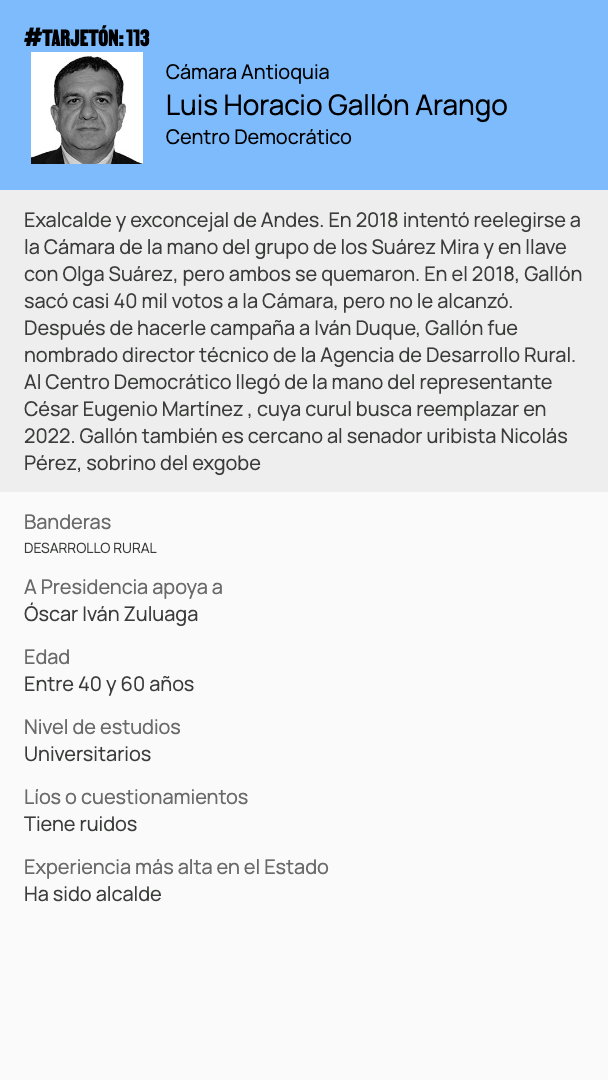 #TARJETÓN: 113
Cámara Antioquia
Luis Horacio Gallón Arango
Centro Democrático
Exalcalde y exconcejal de Andes. En 2018 intentó reelegirse a
la Cámara de la mano del grupo de los Suárez Mira y en llave
con Olga Suárez, pero ambos se quemaron. En el 2018, Gallón
sacó casi 40 mil votos a la Cámara, pero no le alcanzó.
Después de hacerle campaña a Iván Duque, Gallón fue
nombrado director técnico de la Agencia de Desarrollo Rural.
Al Centro Democrático llegó de la mano del representante
César Eugenio Martínez , cuya curul busca reemplazar en
2022. Gallón también es cercano al senador uribista Nicolás
Pérez, sobrino del exgobe
Banderas
DESARROLLO RURAL
A Presidencia apoya a
Óscar Iván Zuluaga
Edad
Entre 40 y 60 años
Nivel de estudios
Universitarios
Líos o cuestionamientos
Tiene ruidos
Experiencia más alta en el Estado
Ha sido alcalde